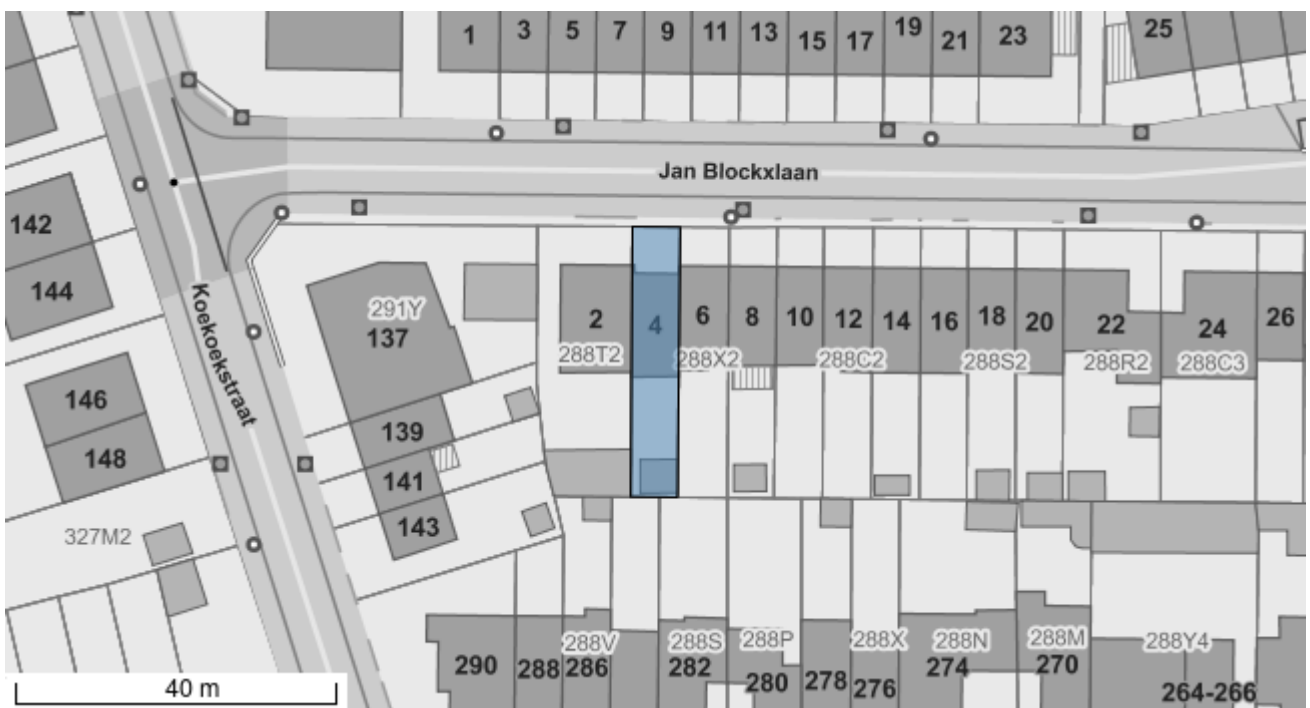 1 3 5 7 9 11 13 15 17 19 21 23 25
Jan Blockxlaan
142
144
Koekoekstraat
291Y
137
2 4 6 8 10 12 14 16 18 20 22 24 26
288T2 288X2 288C2 288S2 288R2 288C3
146
148
139
141
143
327M2
288V 288S 288P 288X 288N 288M 288Y4
290 288 286 282 280 278 276 274 270 264-266
40 m